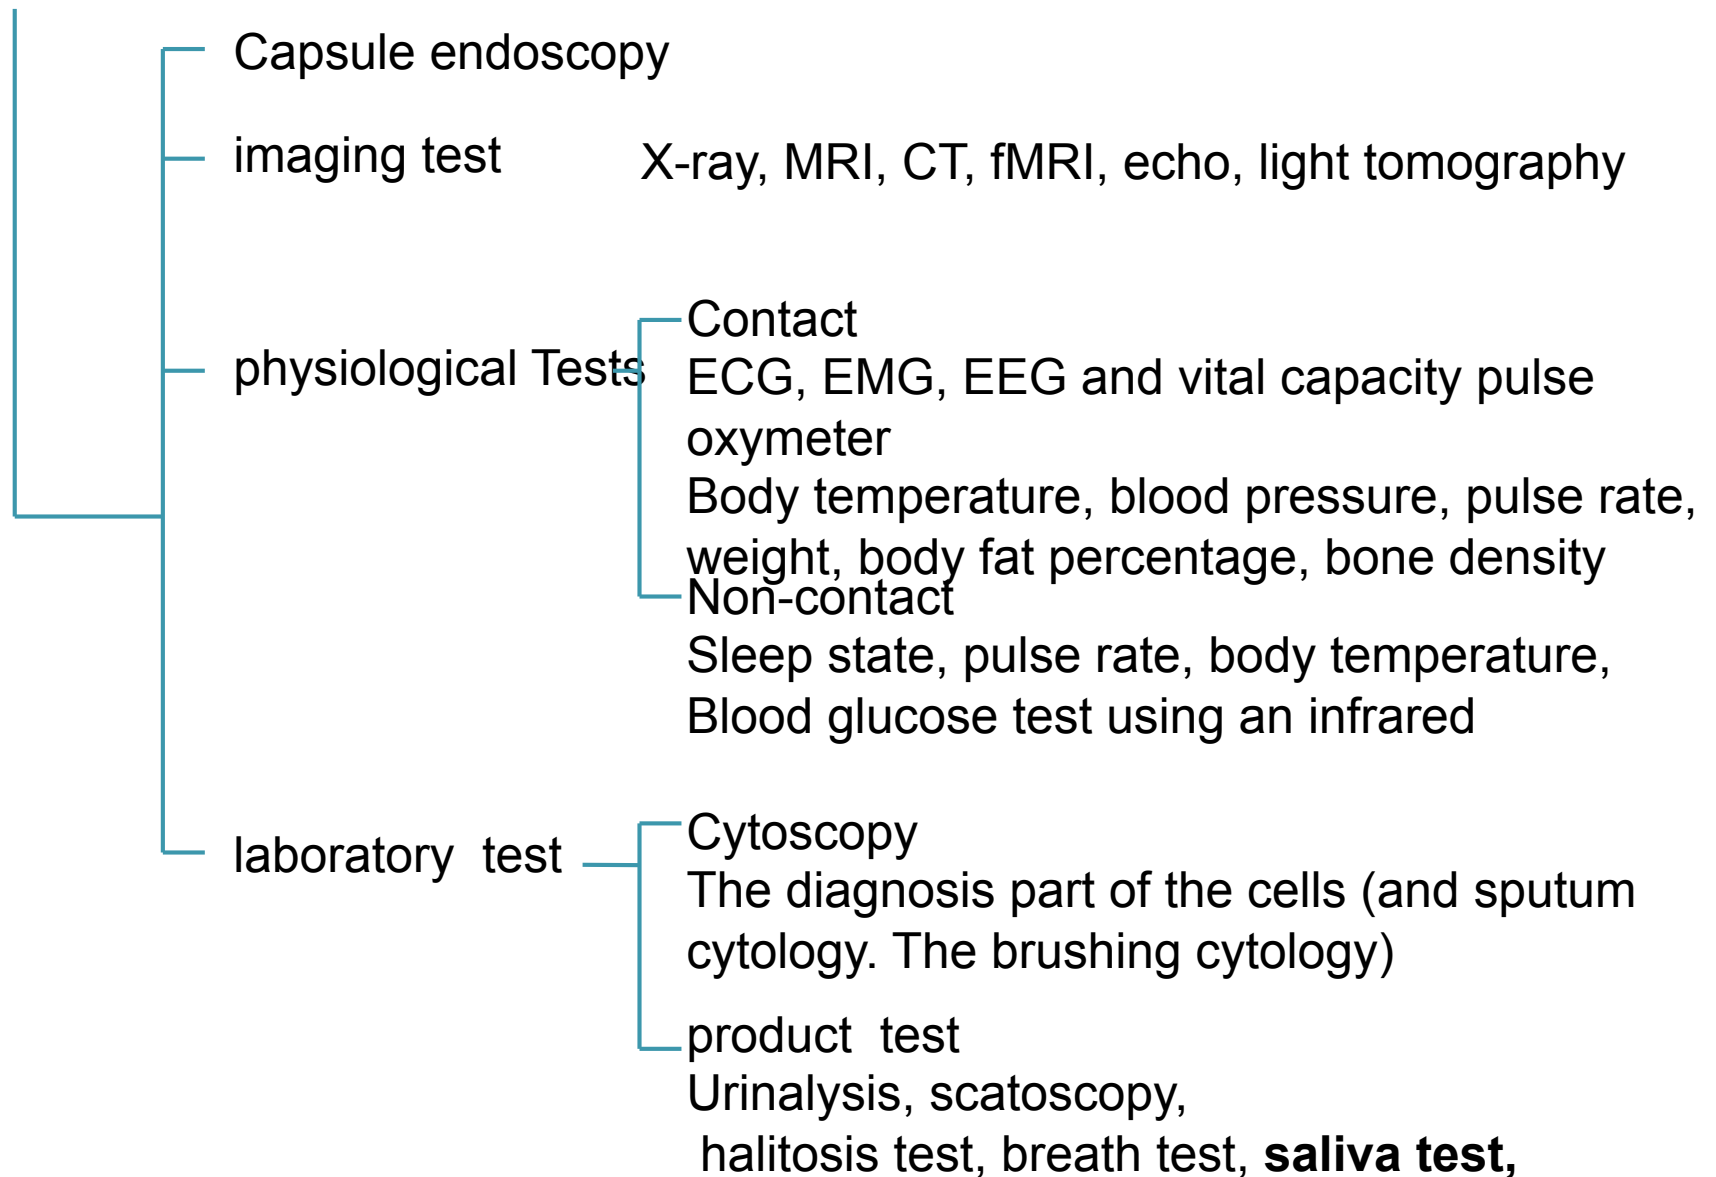 Capsule endoscopy
imaging test X-ray, MRI, CT, fMRI, echo, light tomography
physiological Tests
Contact
ECG, EMG, EEG and vital capacity pulse
oxymeter
Body temperature, blood pressure, pulse rate,
weight, body fat percentage, bone density
Non-contact
Sleep state, pulse rate, body temperature,
Blood glucose test using an infrared
laboratory test
Cytoscopy
The diagnosis part of the cells (and sputum
cytology. The brushing cytology)
product test
Urinalysis, scatoscopy,
halitosis test, breath test, saliva test,